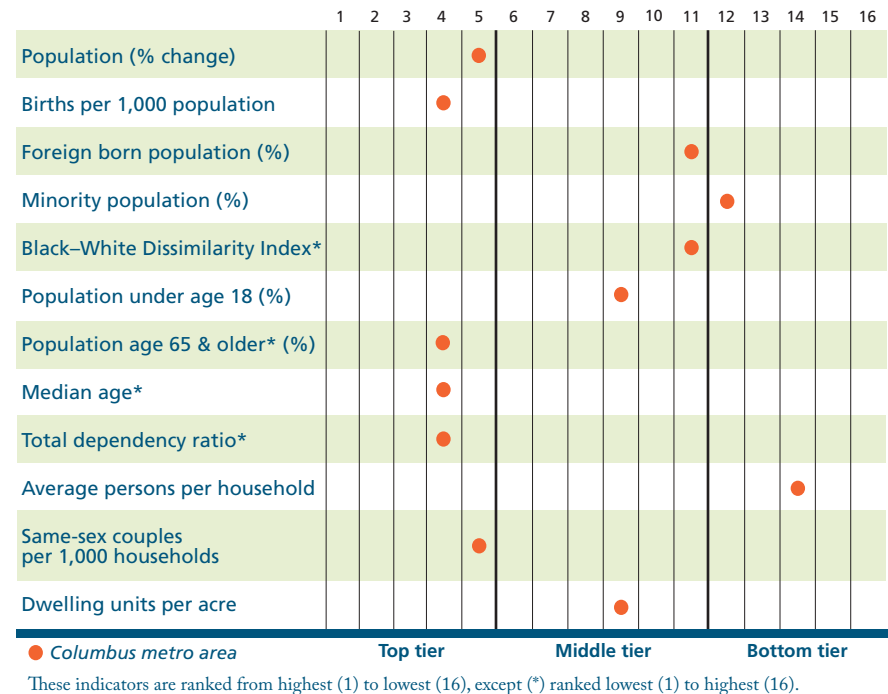 1 2 3 4 5 6 7 8 9 10 11 12 13 14 15 16
Population (% change)
Births per 1,000 population
Foreign born population (%)
Minority population (%)
Black–White Dissimilarity Index*
Population under age 18 (%)
Population age 65 & older* (%)
Median age*
Total dependency ratio*
Average persons per household
Same-sex couples
per 1,000 households
Dwelling units per acre
Columbus metro area Top tier Middle tier Bottom tier
These indicators are ranked from highest (1) to lowest (16), except (*) ranked lowest (1) to highest (16).